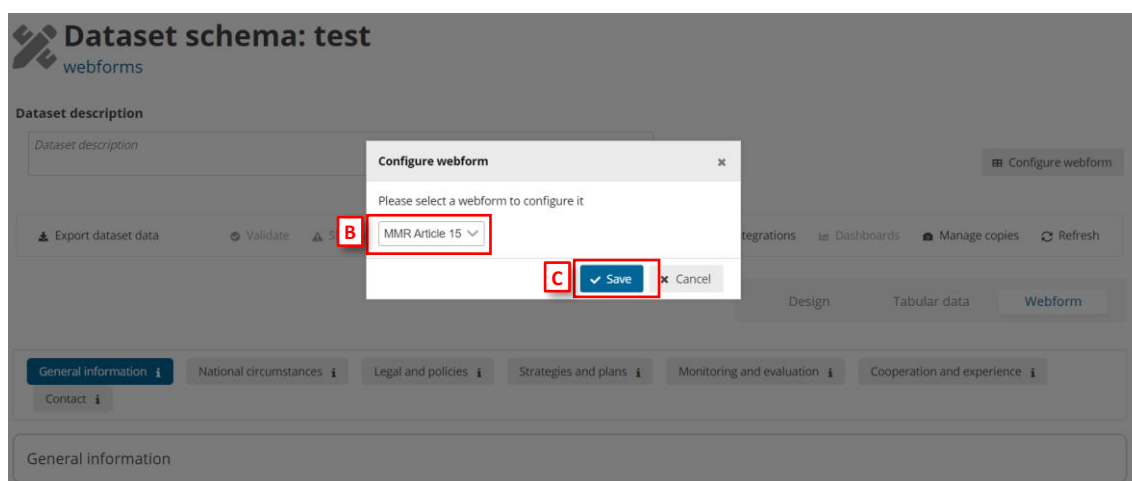 Dataset schema: test
webforms
Dataset description
Dataset description
Configure webform
Configure webform
Please select a webform to configure it
B
MMR Article 15
Export dataset data
Validate
Dashboards
Manage copies
Refresh
C
Save
Cancel
Design
Tabular data
Webform
General information
National circumstances
Legal and policies
Strategies and plans
Monitoring and evaluation
Cooperation and experience
Contact
General information